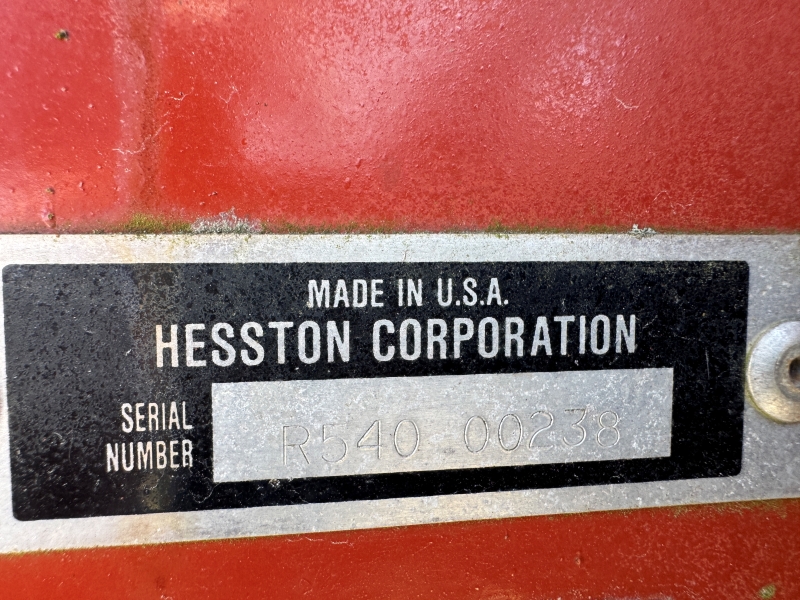 MADE IN U.S.A.
HESSTON CORPORATION
SERIAL
NUMBER
R540 00238